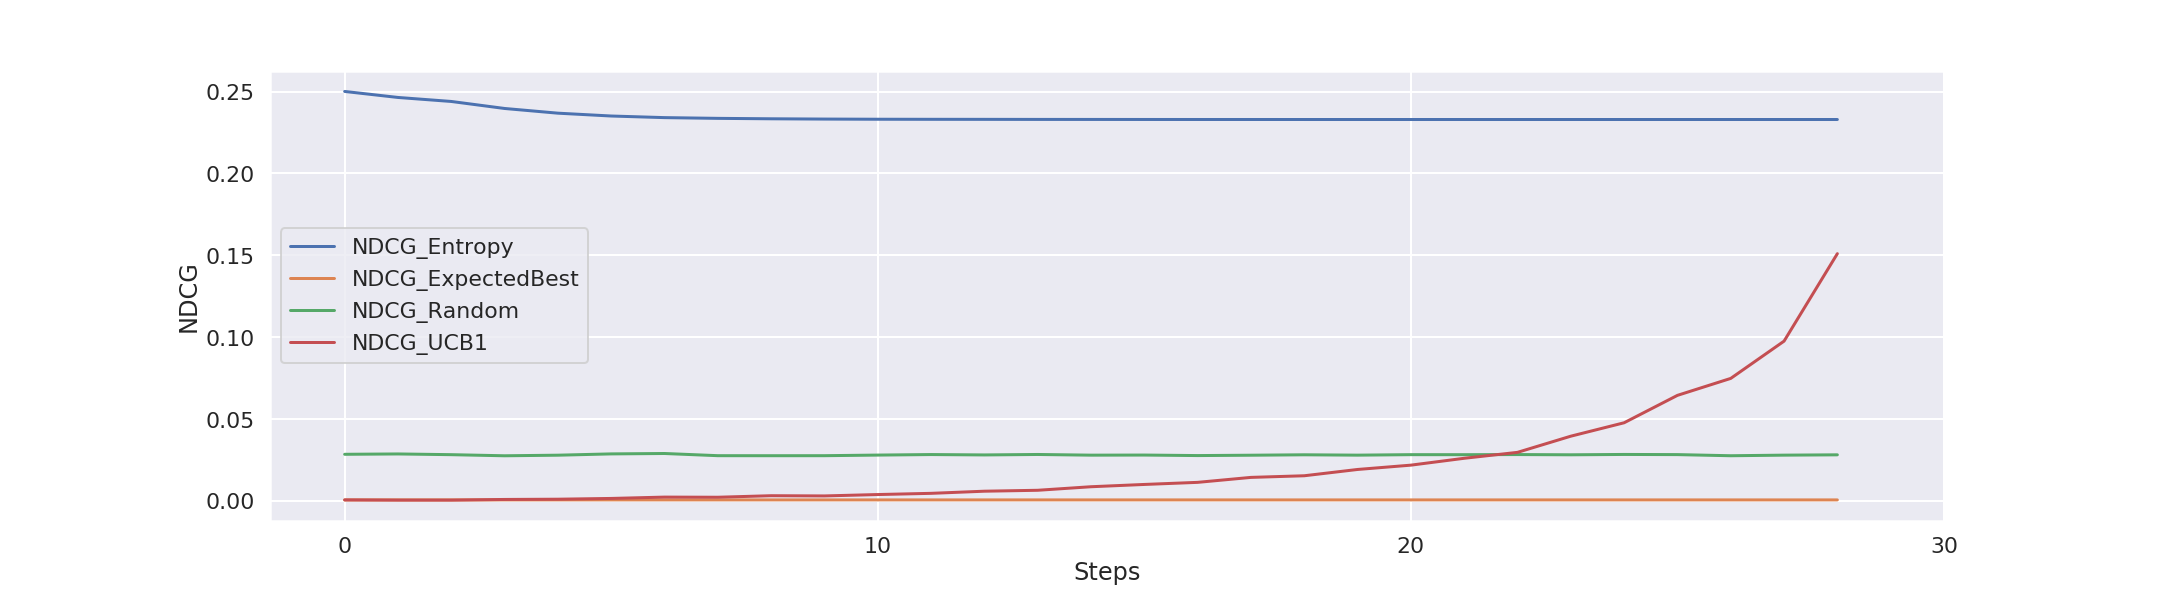 0.25
0.20
0.15
0.10
0.05
0.00
NDCG
NDCG_Entropy
NDCG_ExpectedBest
NDCG_Random
NDCG_UCB1
0 10 20 30
Steps